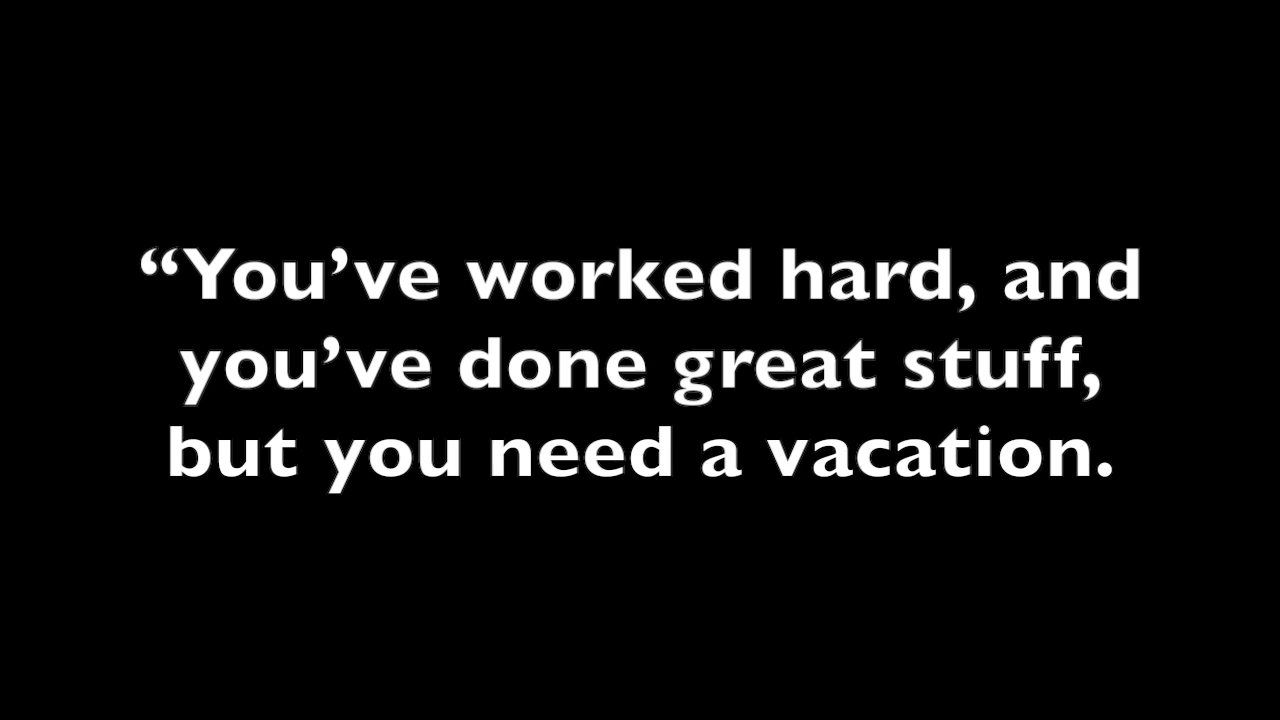 “You’ve worked hard, and
you’ve done great stuff,
but you need a vacation.